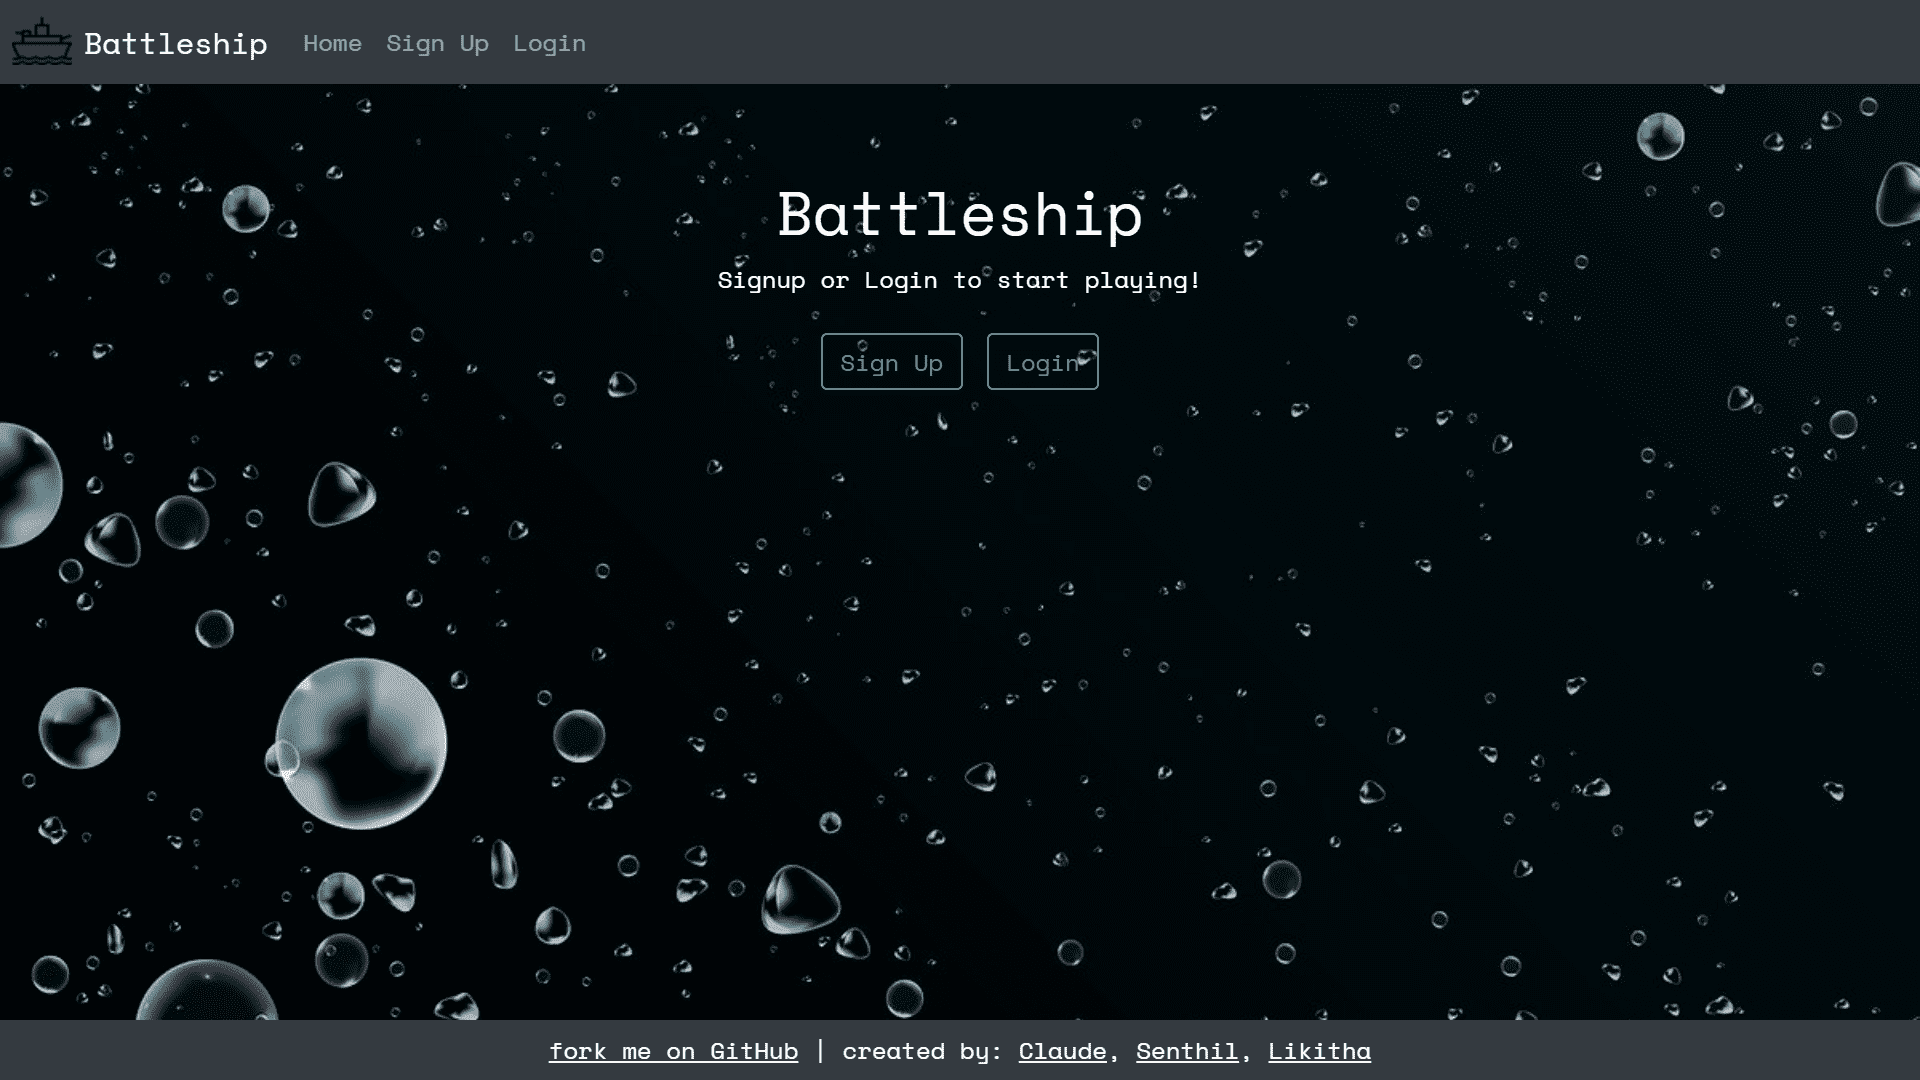 Battleship Home Sign Up Login
Battleship
Signup or Login to start playing!
Sign Up Login
fork me on GitHub | created by: Claude, Senthil, Likitha